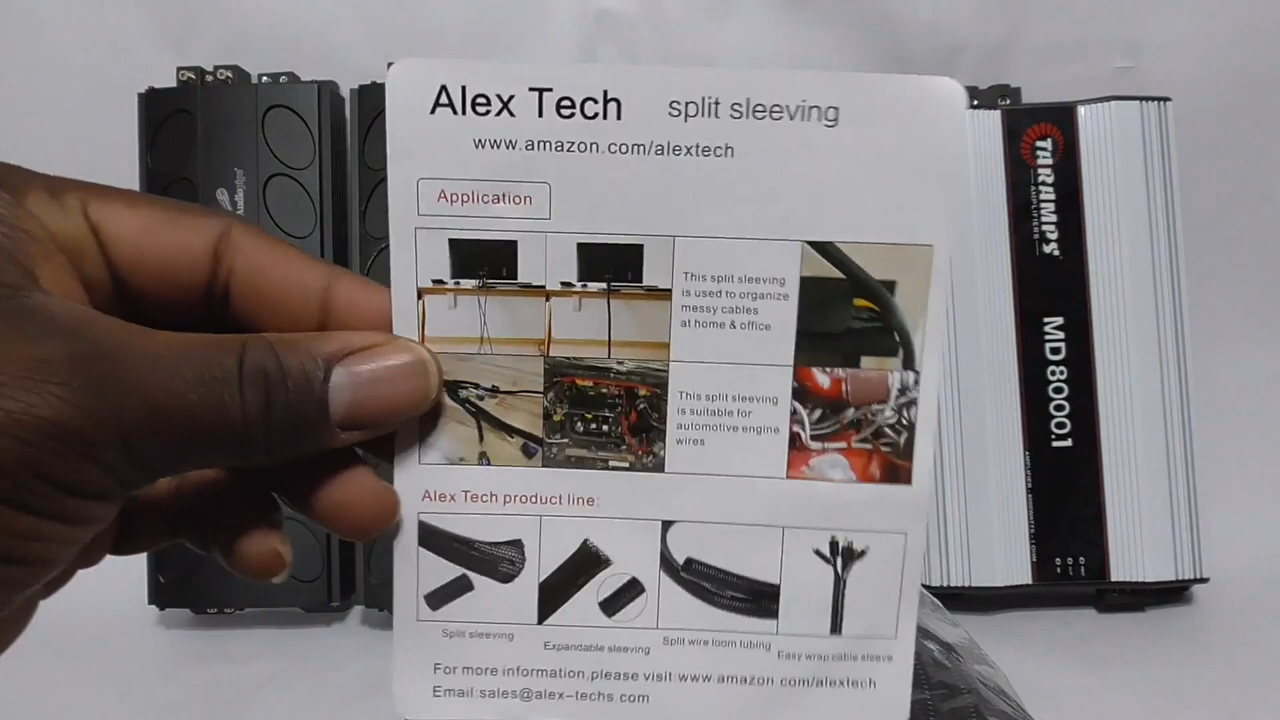 Alex Tech split sleeving
www.amazon.com/alextech
Application
This split sleeving
is used to organize
messy cables
at home & office
This split sleeving
is suitable for
automotive engine
wires
Alex Tech product line:
Split sleeving
Expandable sleeving
Split wire loom tubing
Easy wrap cable sleeve
For more information,please visit:www.amazon.com/alextech
Email:sales@alex-techs.com
Audiopipe
TARAMPS
AMPLIFIERS
MD8000.1